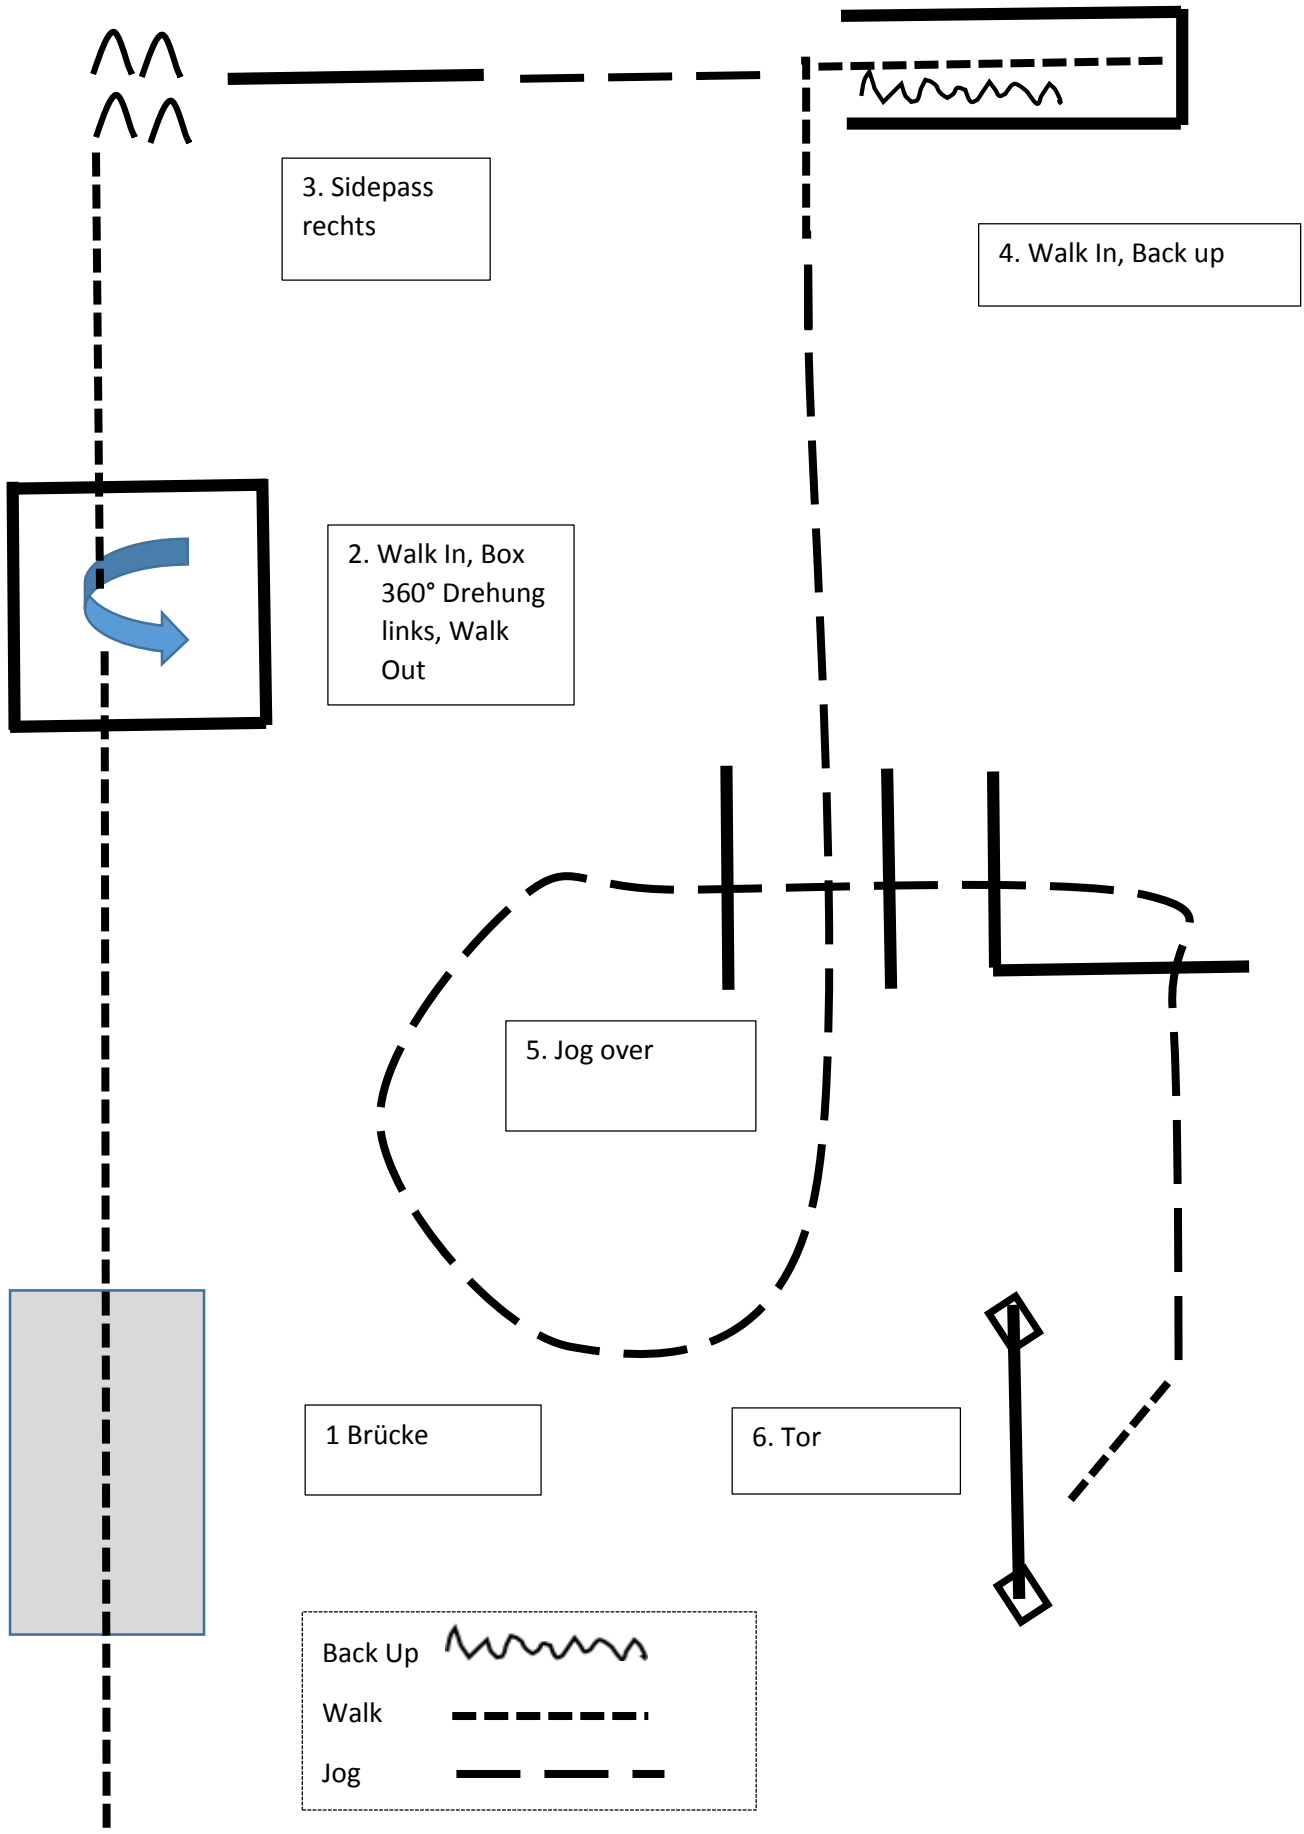 3. Sidepass
rechts
4. Walk In, Back up
2. Walk In, Box
360° Drehung
links, Walk
Out
5. Jog over
1 Brücke
6. Tor
Back Up
Walk
Jog